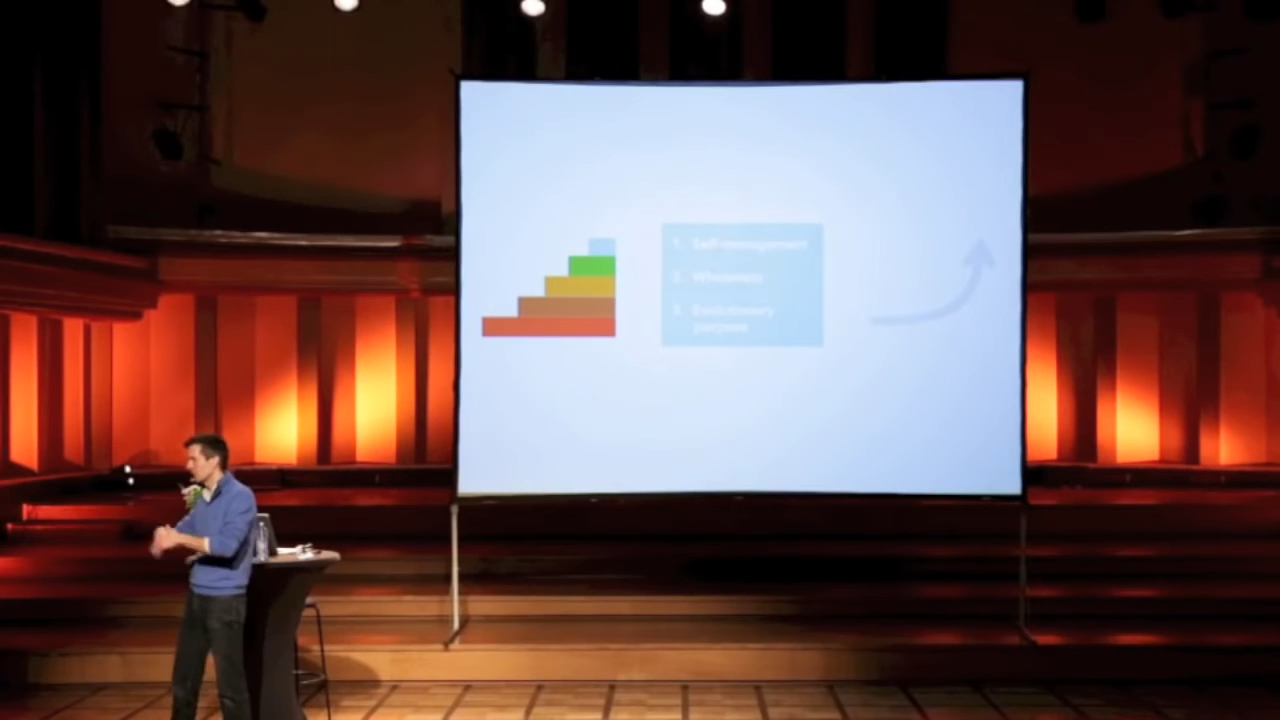 1. Self-management
2. Wholeness
3. Evolutionary
purpose